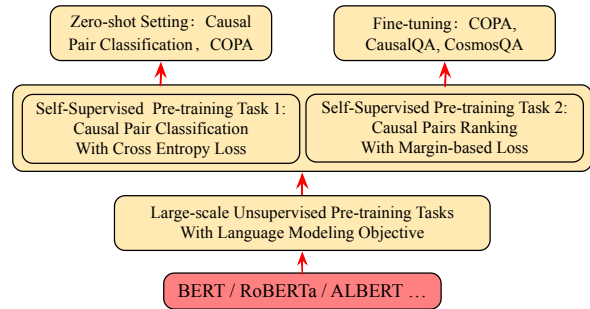 Zero-shot Setting: Causal
Pair Classification, COPA
Fine-tuning: COPA,
CausalQA, CosmosQA
Self-Supervised Pre-training Task 1:
Causal Pair Classification
With Cross Entropy Loss
Self-Supervised Pre-training Task 2:
Causal Pairs Ranking
With Margin-based Loss
Large-scale Unsupervised Pre-training Tasks
With Language Modeling Objective
BERT / RoBERTa / ALBERT …